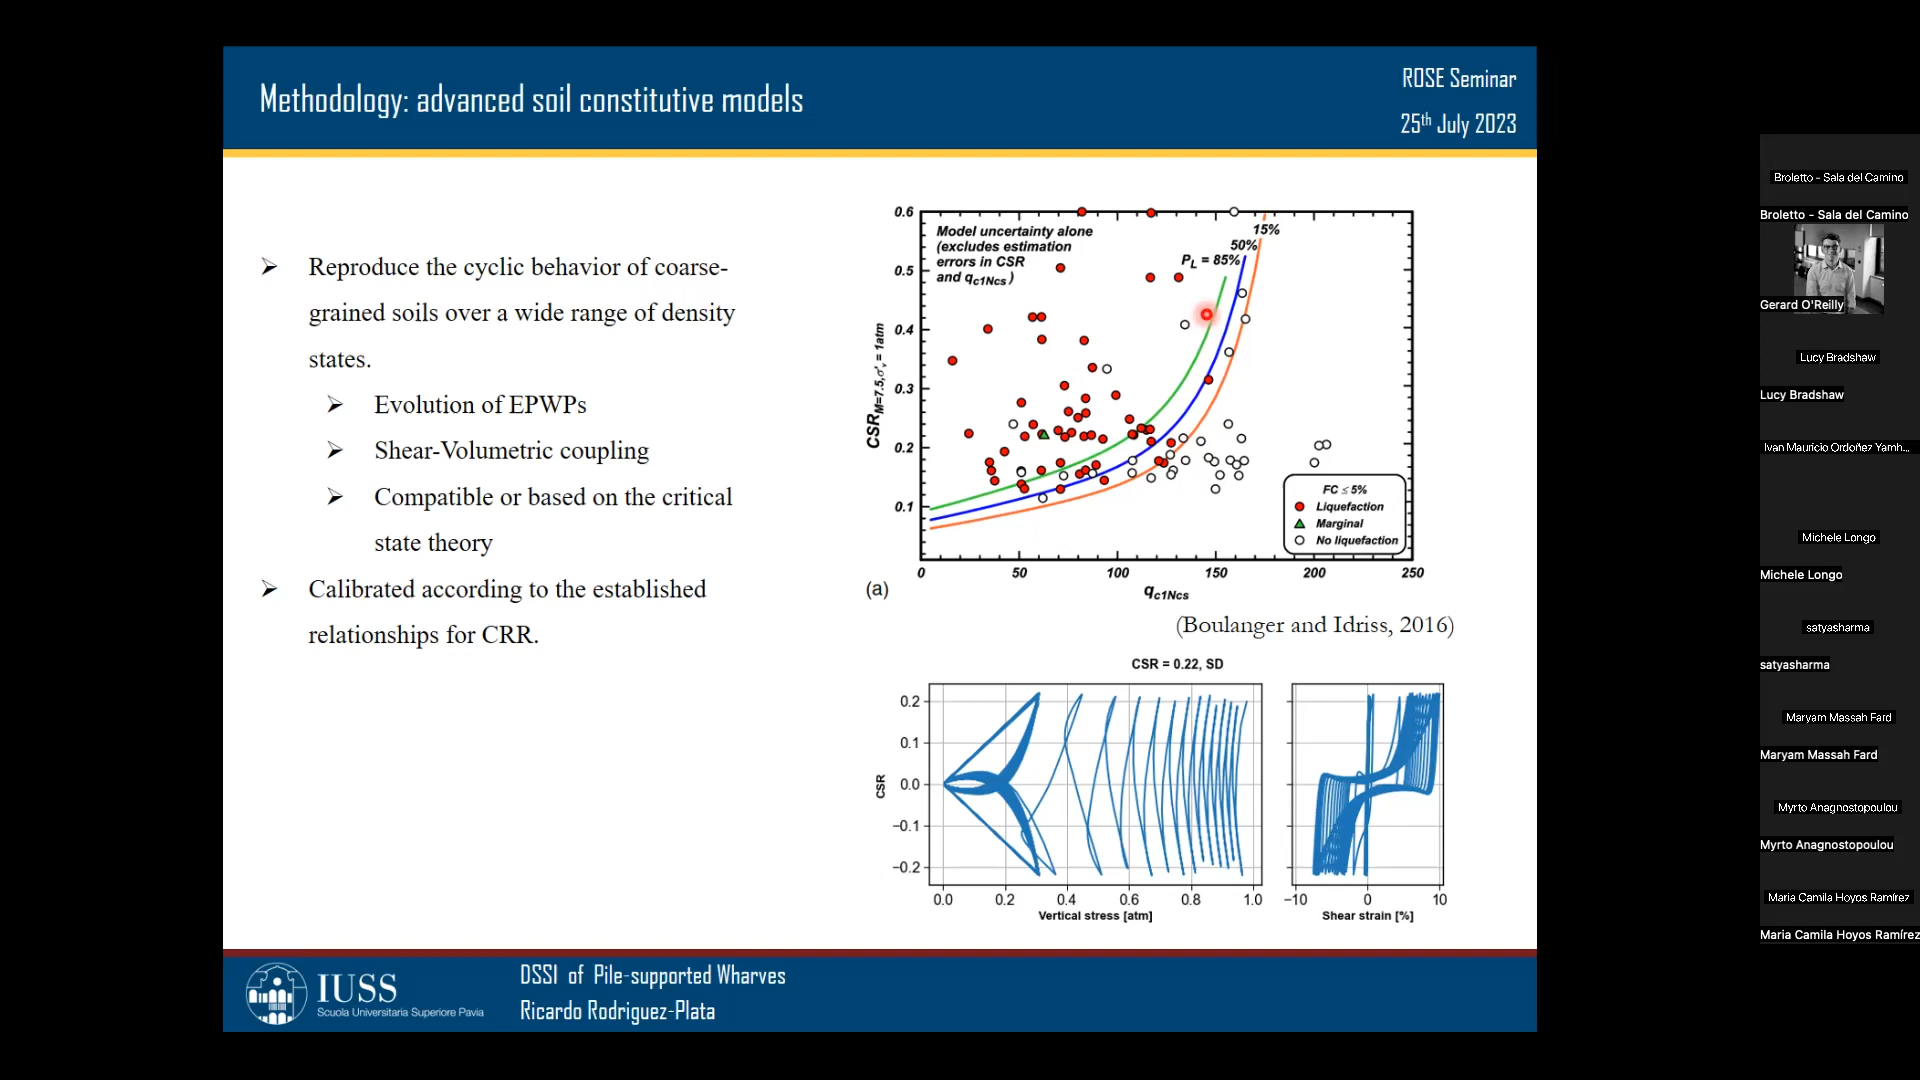 Methodology: advanced soil constitutive models
ROSE Seminar
25th July 2023
➢ Reproduce the cyclic behavior of coarse-
grained soils over a wide range of density
states.
➢ Evolution of EPWPs
➢ Shear-Volumetric coupling
➢ Compatible or based on the critical
state theory
➢ Calibrated according to the established
relationships for CRR.
Model uncertainty alone
(excludes estimation
errors in CSR
and qc1Ncs)
15%
50%
PL = 85%
0.6
0.5
0.4
0.3
0.2
0.1
CSR M=7.5,σ'v = 1atm
FC ≤ 5%
Liquefaction
Marginal
No liquefaction
0 50 100 150 200 250
(a)
qc1Ncs
(Boulanger and Idriss, 2016)
CSR = 0.22, SD
0.2
0.1
0.0
−0.1
−0.2
CSR
0.0 0.2 0.4 0.6 0.8 1.0
Vertical stress [atm]
−10 0 10
Shear strain [%]
IUSS
Scuola Universitaria Superiore Pavia
DSSI of Pile-supported Wharves
Ricardo Rodriguez-Plata
Broletto - Sala del Camino
Broletto - Sala del Camino
Gerard O'Reilly
Lucy Bradshaw
Lucy Bradshaw
Ivan Mauricio Ordoñez Yamh...
Michele Longo
Michele Longo
satyasharma
satyasharma
Maryam Massah Fard
Maryam Massah Fard
Myrto Anagnostopoulou
Myrto Anagnostopoulou
Maria Camila Hoyos Ramírez
Maria Camila Hoyos Ramírez